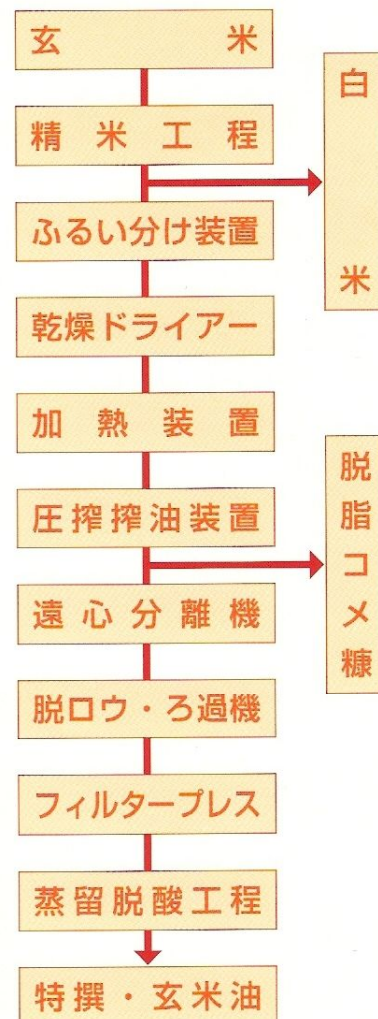 玄米
精米工程
白米
ふるい分け装置
乾燥ドライアー
加熱装置
圧搾搾油装置
脱脂コメ糠
遠心分離機
脱ロウ・ろ過機
フィルタープレス
蒸留脱酸工程
特撰・玄米油